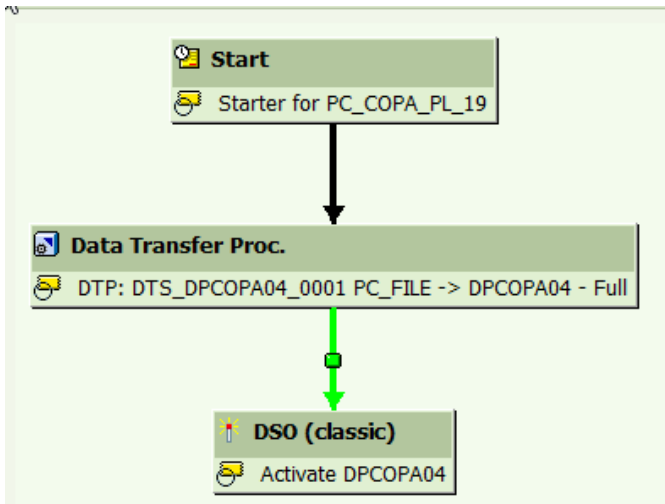 Start
Starter for PC_COPA_PL_19
Data Transfer Proc.
DTP: DTS_DPCOPA04_0001 PC_FILE -> DPCOPA04 - Full
DSO (classic)
Activate DPCOPA04